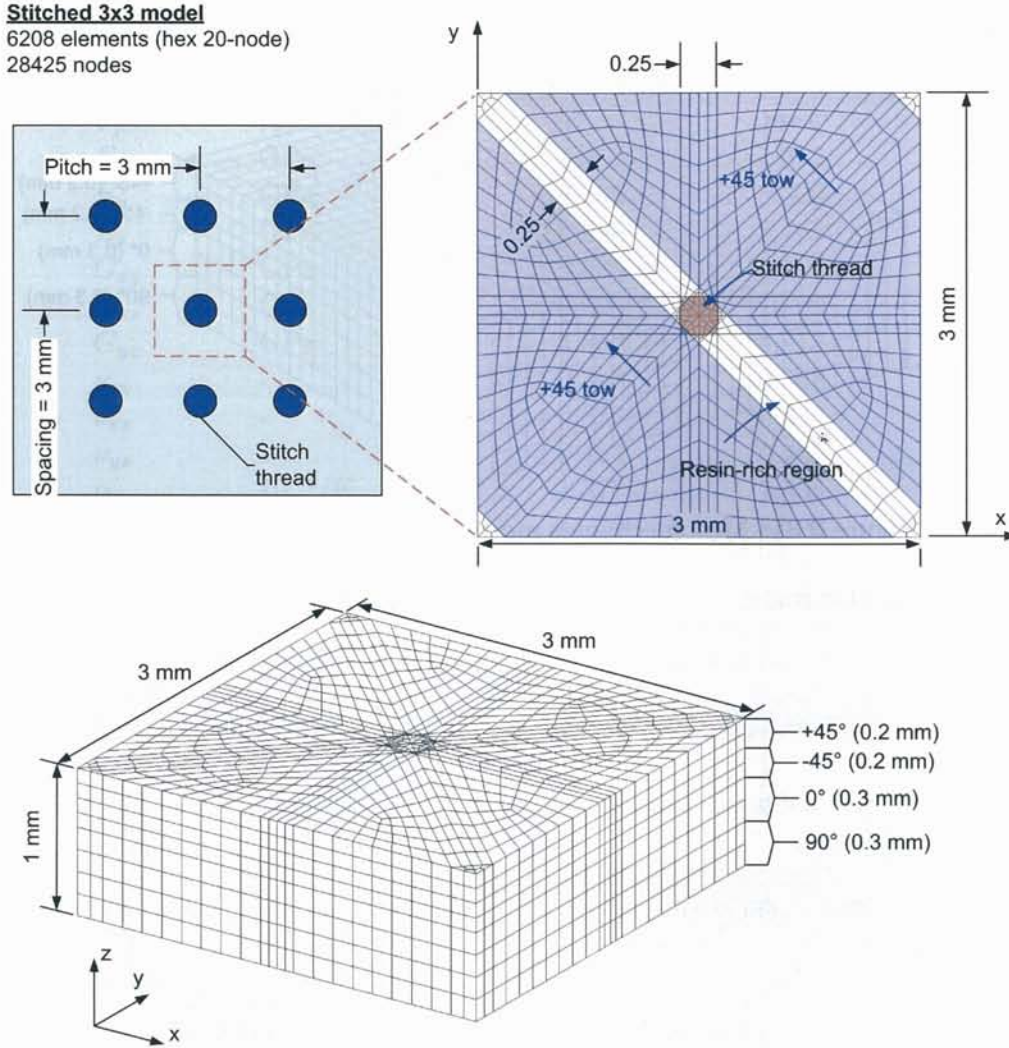 Stitched 3x3 model
6208 elements (hex 20-node)
28425 nodes
Pitch = 3 mm
Spacing = 3 mm
Stitch
thread
y
0.25
+45 tow
0.25
Stitch thread
+45 tow
Resin-rich region
3 mm
3 mm
x
3 mm
3 mm
1 mm
+45° (0.2 mm)
-45° (0.2 mm)
0° (0.3 mm)
90° (0.3 mm)
z
y
x